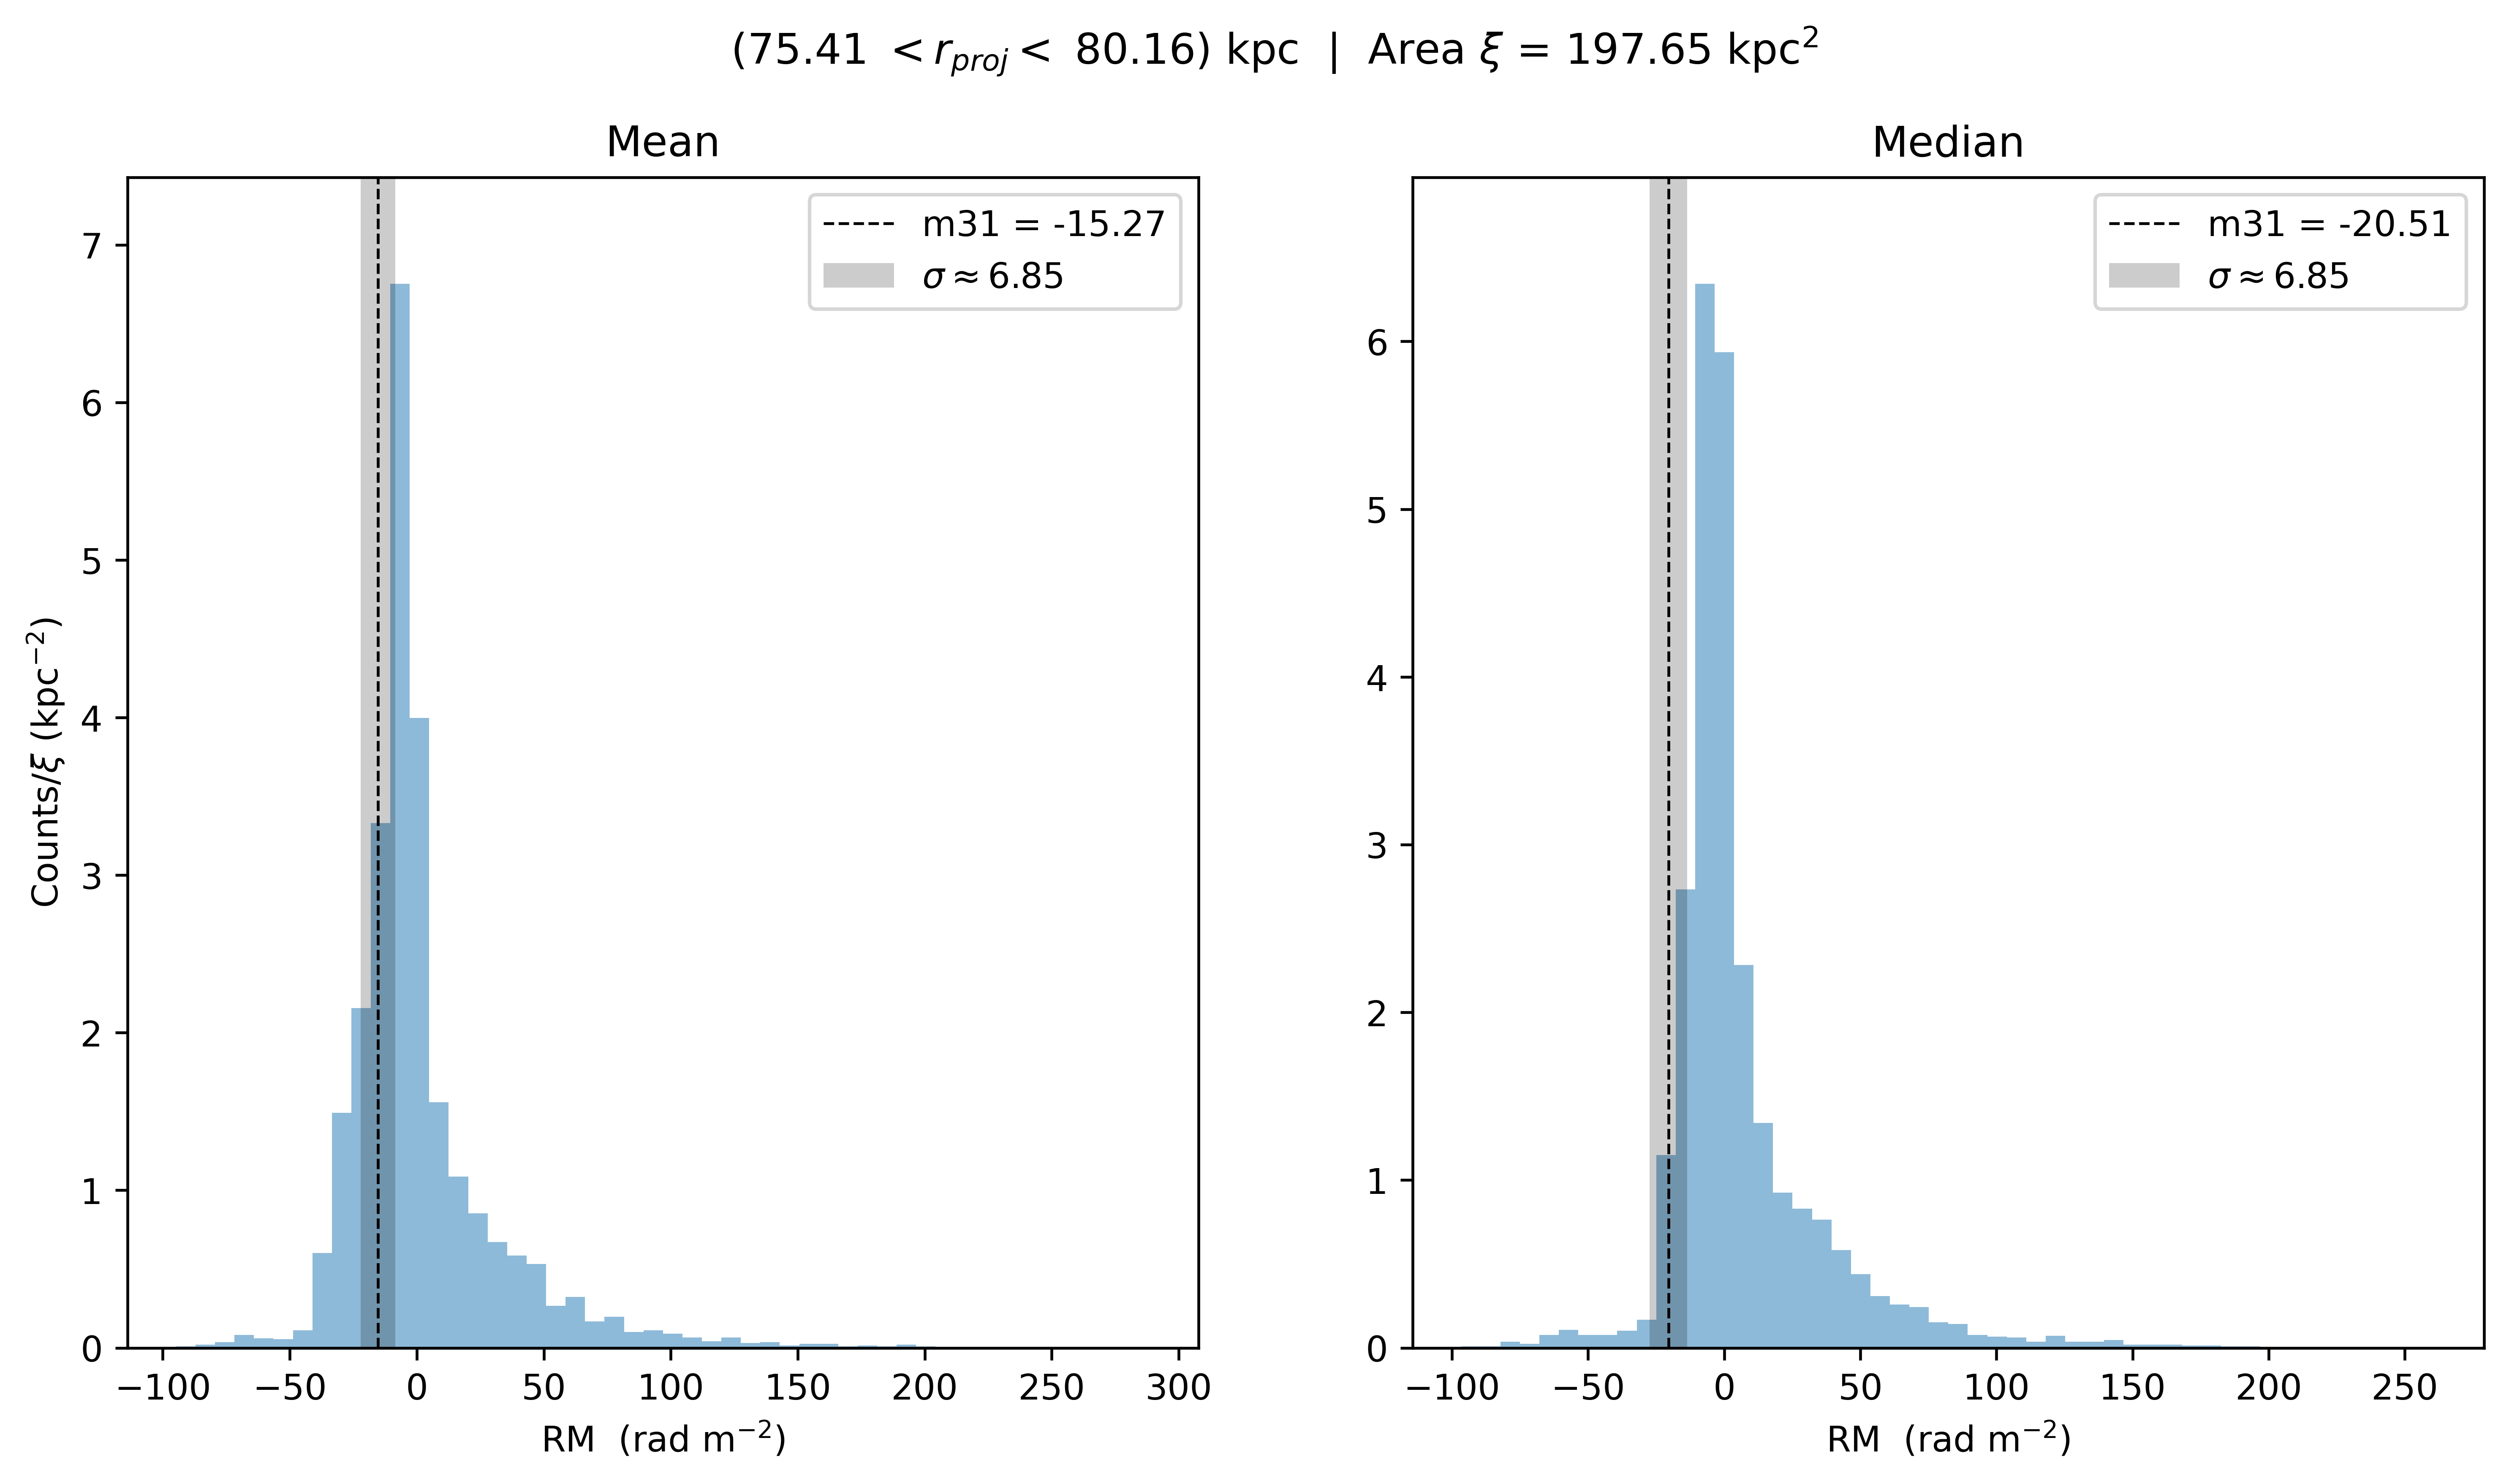 (75.41 < r_proj < 80.16) kpc | Area ξ = 197.65 kpc²
Mean
m31 = -15.27
σ ≈ 6.85
Counts/ξ (kpc⁻²)
7
6
5
4
3
2
1
0
−100 −50 0 50 100 150 200 250 300
RM (rad m⁻²)
Median
m31 = -20.51
σ ≈ 6.85
6
5
4
3
2
1
0
−100 −50 0 50 100 150 200 250
RM (rad m⁻²)